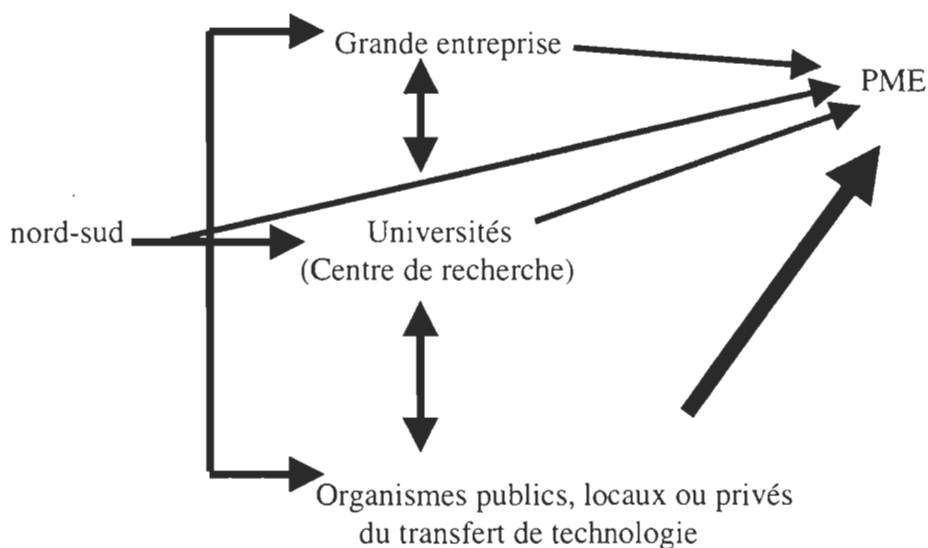 Grande entreprise
PME
nord-sud
Universités
(Centre de recherche)
Organismes publics, locaux ou privés
du transfert de technologie